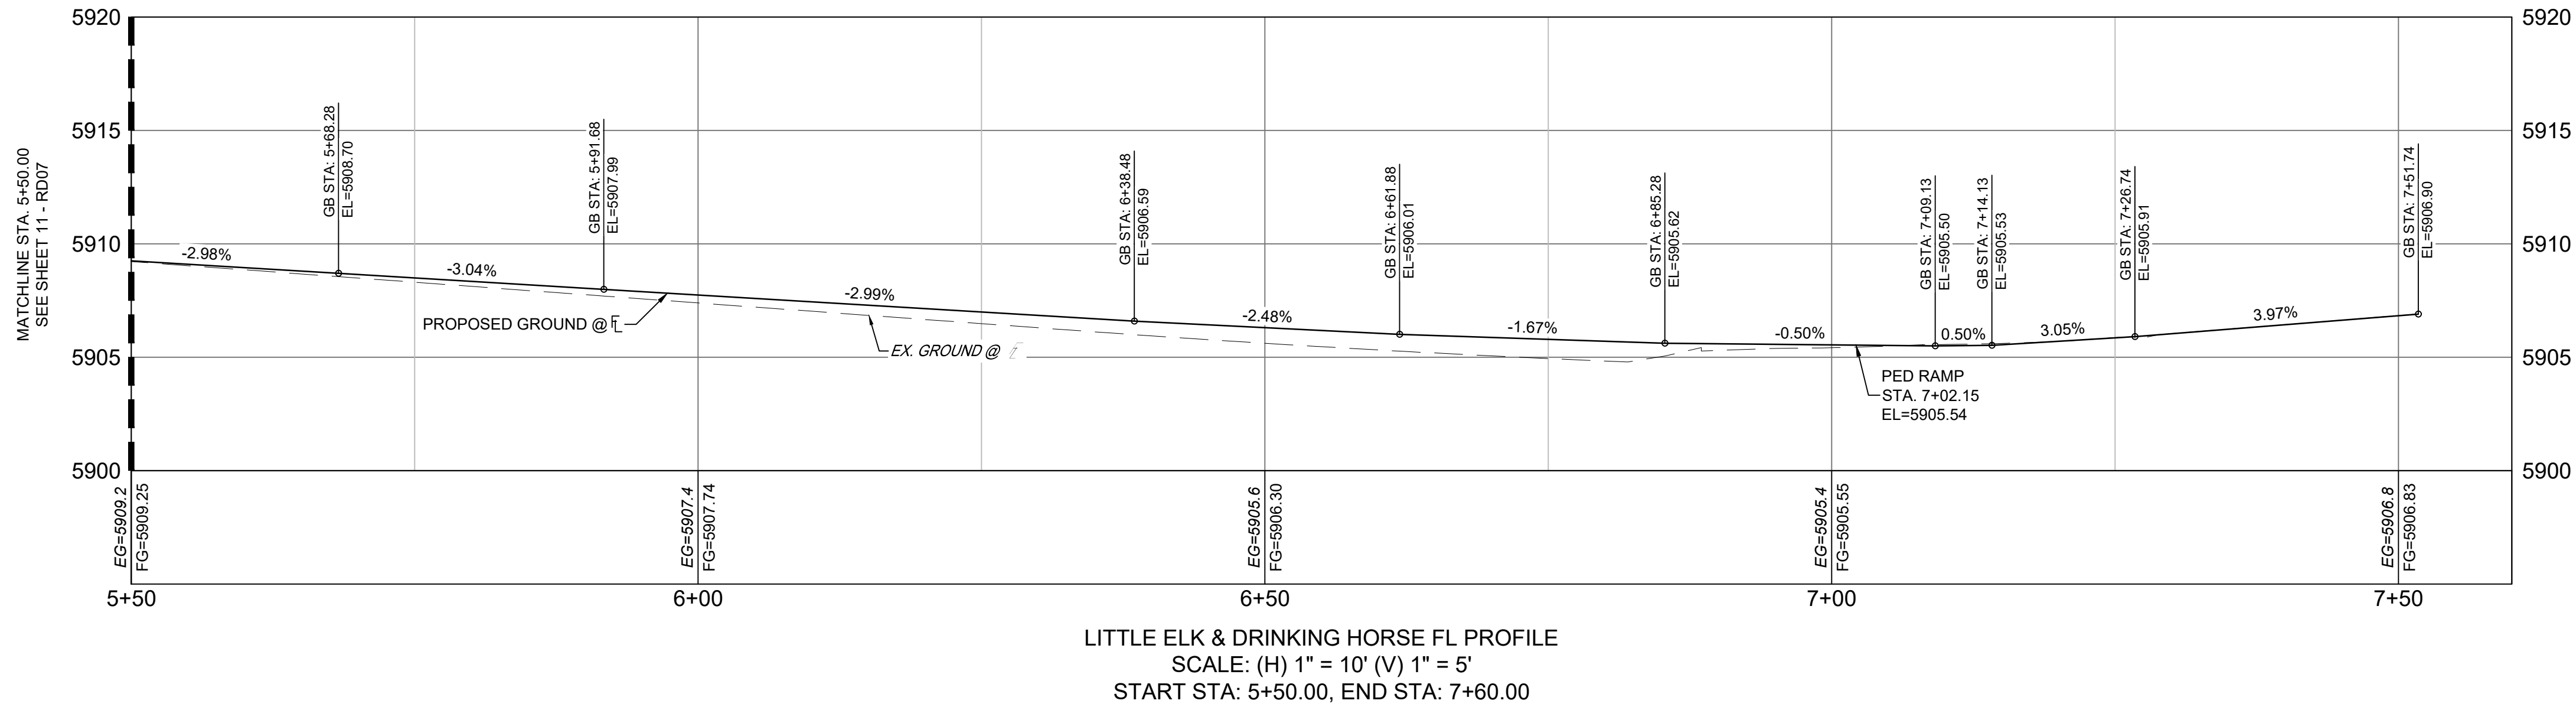 5920
5920
5915
5915
5910
5910
5905
5905
5900
5900
MATCHLINE STA. 5+50.00
SEE SHEET 11 - RD07
GB STA: 5+68.28
EL=5908.70
GB STA: 5+91.68
EL=5907.99
GB STA: 6+38.48
EL=5906.59
GB STA: 6+61.88
EL=5906.01
GB STA: 6+85.28
EL=5905.62
GB STA: 7+09.13
EL=5905.50
GB STA: 7+14.13
EL=5905.53
GB STA: 7+26.74
EL=5905.91
GB STA: 7+51.74
EL=5906.90
-2.98%
-3.04%
-2.99%
-2.48%
-1.67%
-0.50%
0.50%
3.05%
3.97%
PROPOSED GROUND @ FL
EX. GROUND @ FL
PED RAMP
STA. 7+02.15
EL=5905.54
EG=5909.2
FG=5909.25
EG=5907.4
FG=5907.74
EG=5905.6
FG=5906.30
EG=5905.4
FG=5905.55
EG=5906.8
FG=5906.83
5+50
6+00
6+50
7+00
7+50
LITTLE ELK & DRINKING HORSE FL PROFILE
SCALE: (H) 1" = 10' (V) 1" = 5'
START STA: 5+50.00, END STA: 7+60.00